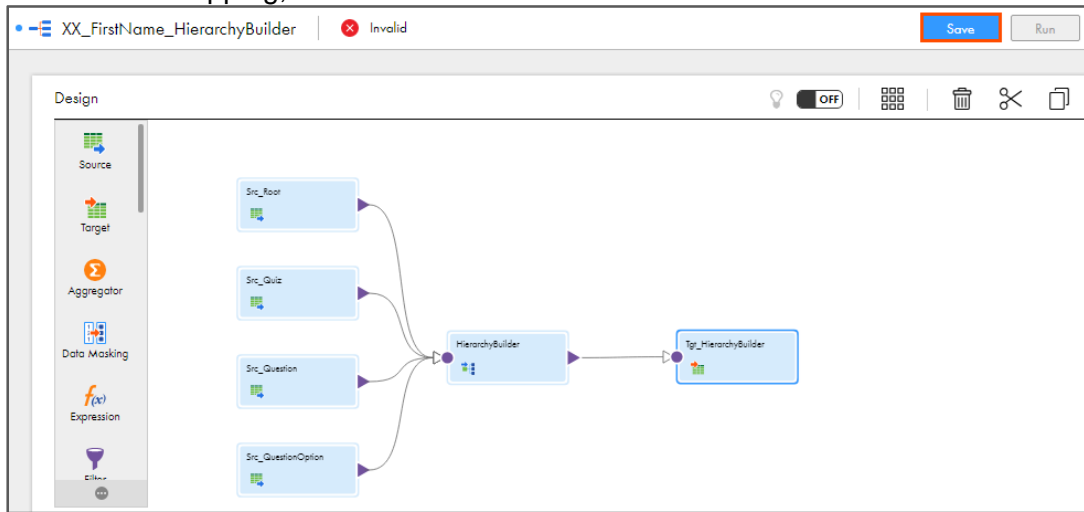 XX_FirstName_HierarchyBuilder
Invalid
Save
Run
Design
OFF
Source
Target
Aggregator
Data Masking
f(x)
Expression
Src_Root
Src_Quiz
Src_Question
Src_QuestionOption
HierarchyBuilder
Tgt_HierarchyBuilder